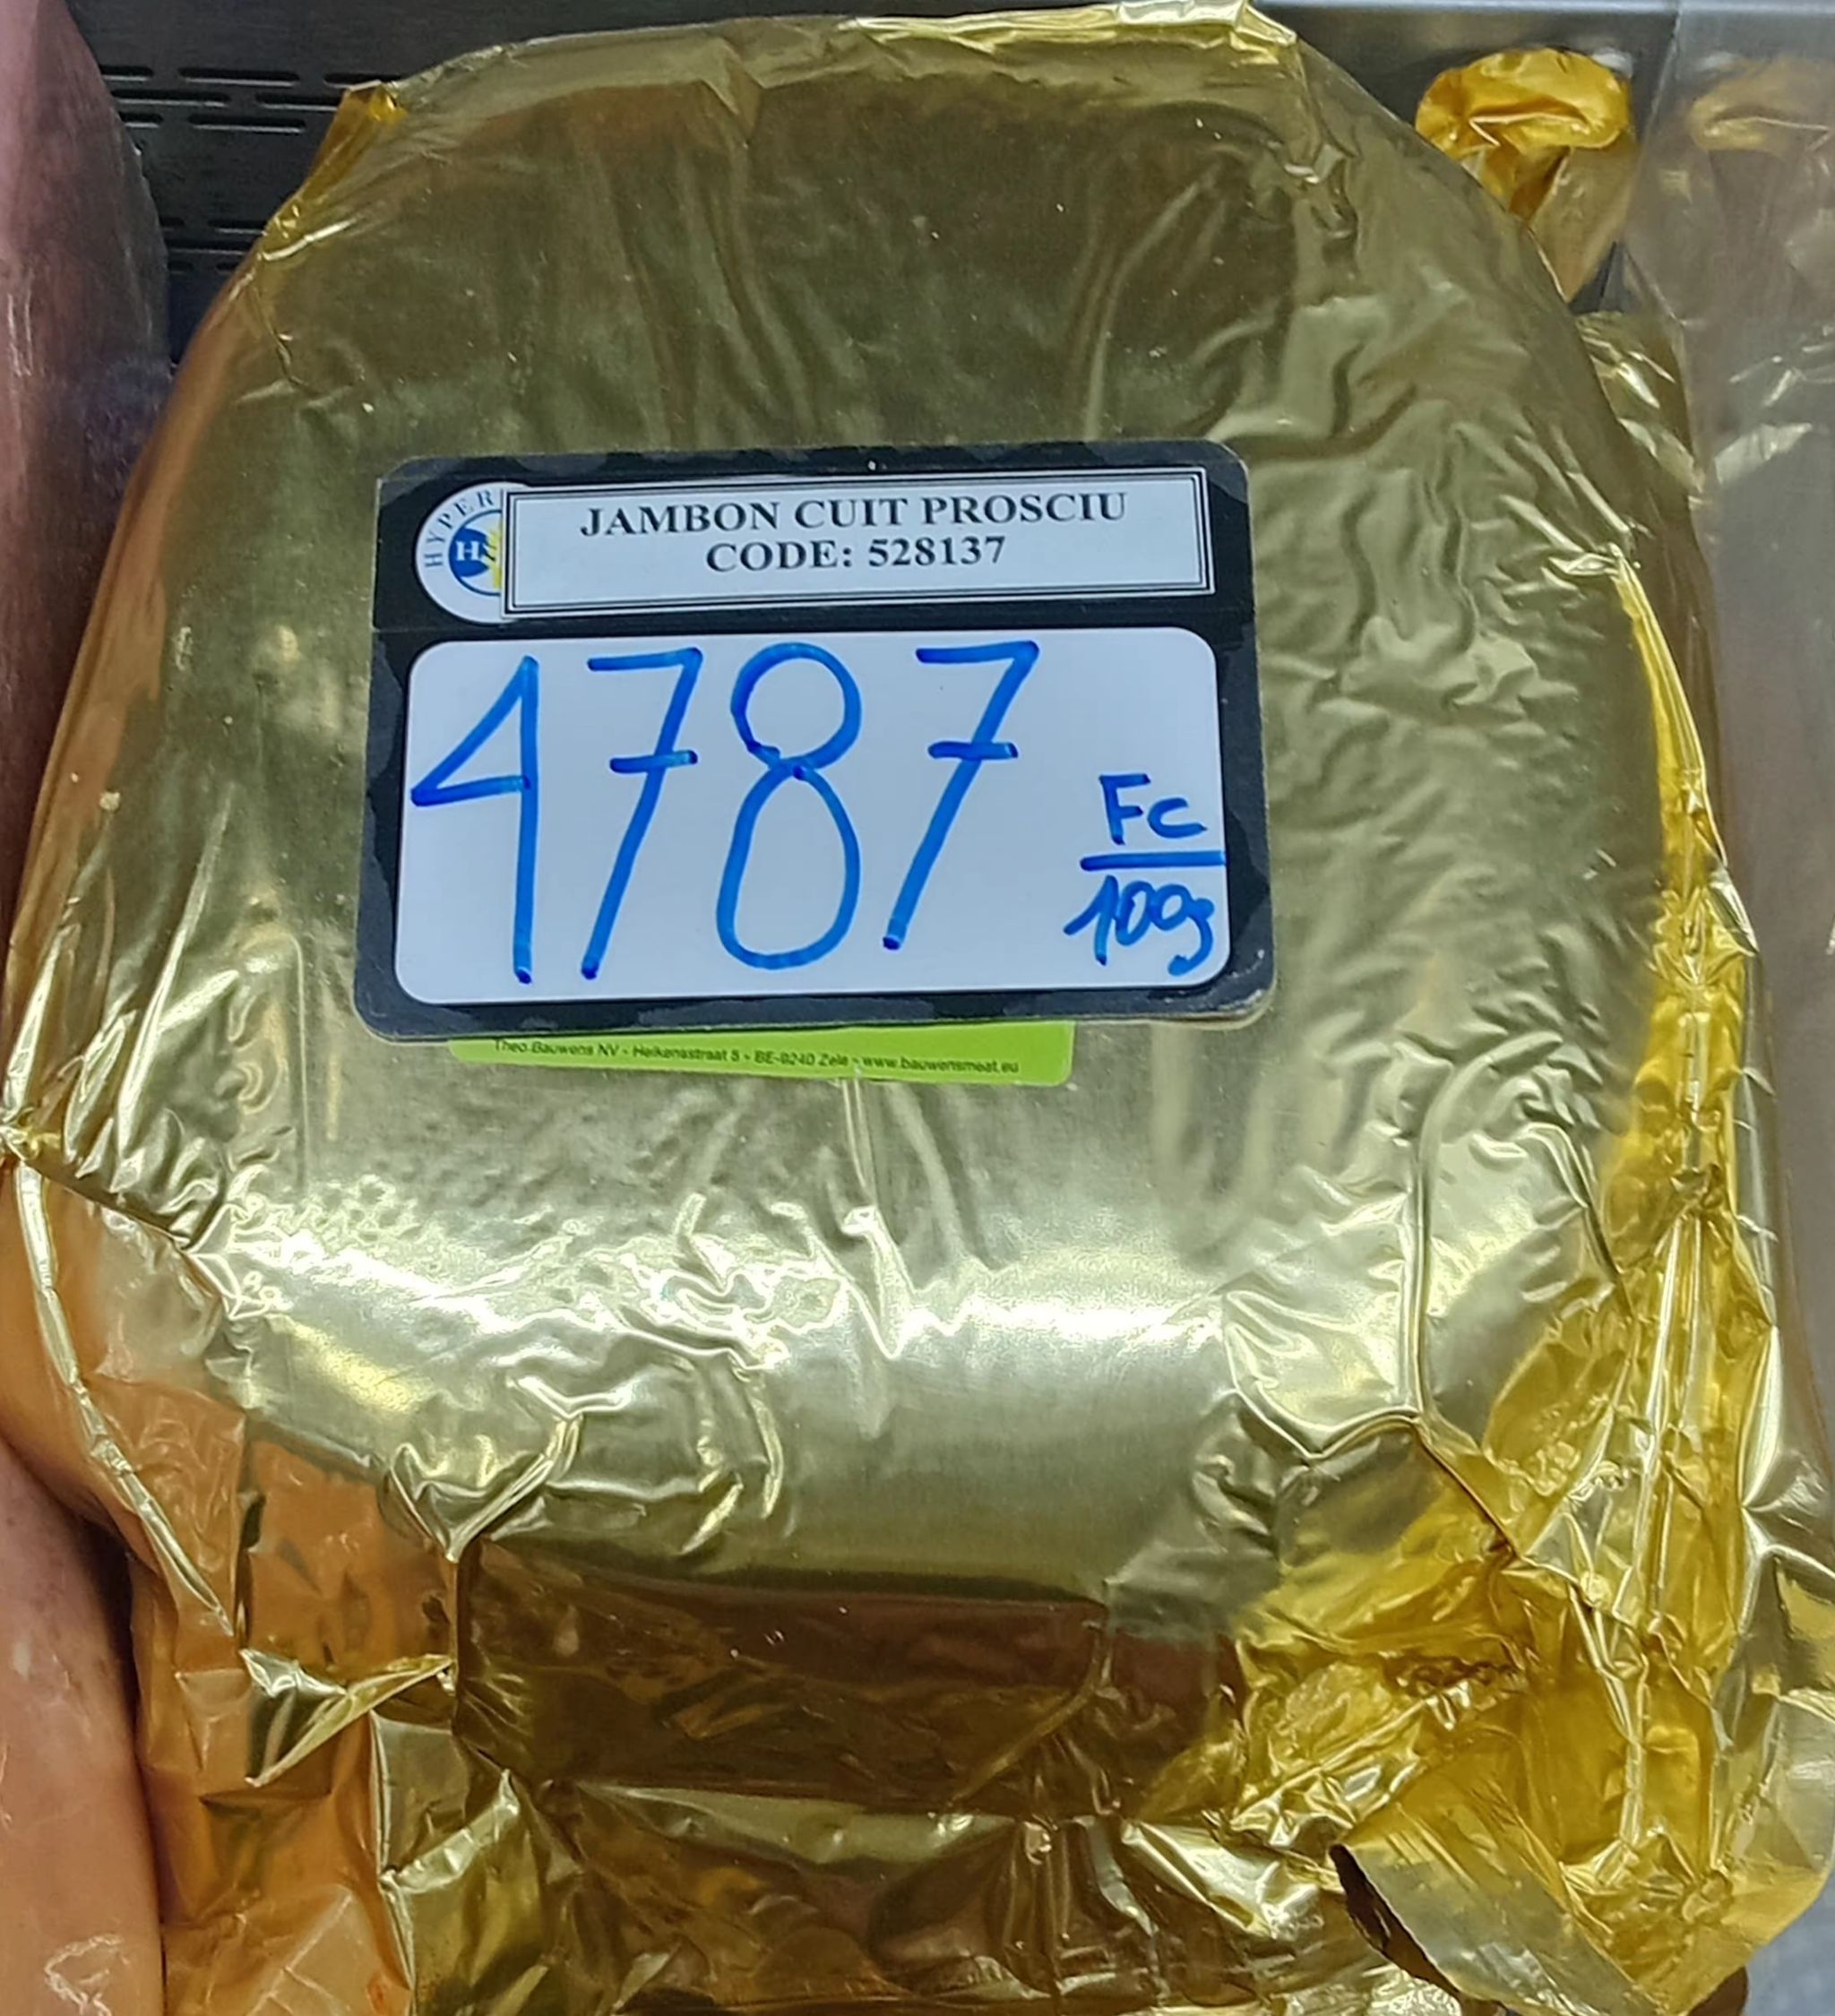 HYPER
H
JAMBON CUIT PROSCIU
CODE: 528137
4787
Fc
100g
Theo Bauwens NV - Heikensstraat 5 - BE-9240 Zele - www.bauwensmeat.eu